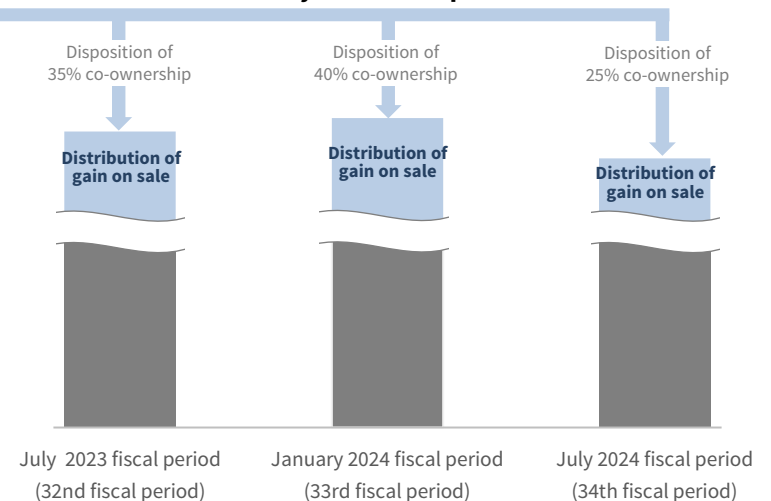 Disposition of
35% co-ownership
Disposition of
40% co-ownership
Disposition of
25% co-ownership
Distribution of
gain on sale
Distribution of
gain on sale
Distribution of
gain on sale
July 2023 fiscal period
(32nd fiscal period)
January 2024 fiscal period
(33rd fiscal period)
July 2024 fiscal period
(34th fiscal period)